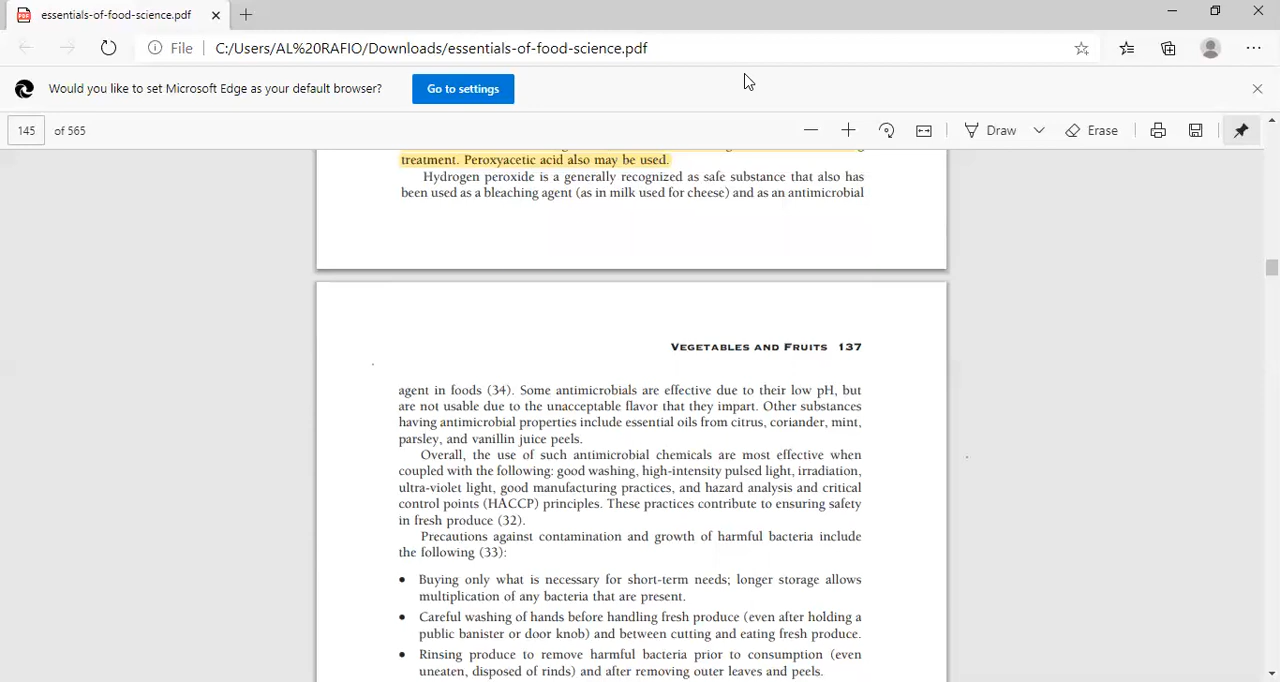 essentials-of-food-science.pdf
File C:/Users/AL%20RAFIO/Downloads/essentials-of-food-science.pdf
Would you like to set Microsoft Edge as your default browser? Go to settings
145 of 565 Draw Erase
treatment. Peroxyacetic acid also may be used.
Hydrogen peroxide is a generally recognized as safe substance that also has
been used as a bleaching agent (as in milk used for cheese) and as an antimicrobial
VEGETABLES AND FRUITS 137
agent in foods (34). Some antimicrobials are effective due to their low pH, but
are not usable due to the unacceptable flavor that they impart. Other substances
having antimicrobial properties include essential oils from citrus, coriander, mint,
parsley, and vanillin juice peels.
Overall, the use of such antimicrobial chemicals are most effective when
coupled with the following: good washing, high-intensity pulsed light, irradiation,
ultra-violet light, good manufacturing practices, and hazard analysis and critical
control points (HACCP) principles. These practices contribute to ensuring safety
in fresh produce (32).
Precautions against contamination and growth of harmful bacteria include
the following (33):
• Buying only what is necessary for short-term needs; longer storage allows
multiplication of any bacteria that are present.
• Careful washing of hands before handling fresh produce (even after holding a
public banister or door knob) and between cutting and eating fresh produce.
• Rinsing produce to remove harmful bacteria prior to consumption (even
uneaten, disposed of rinds) and after removing outer leaves and peels.